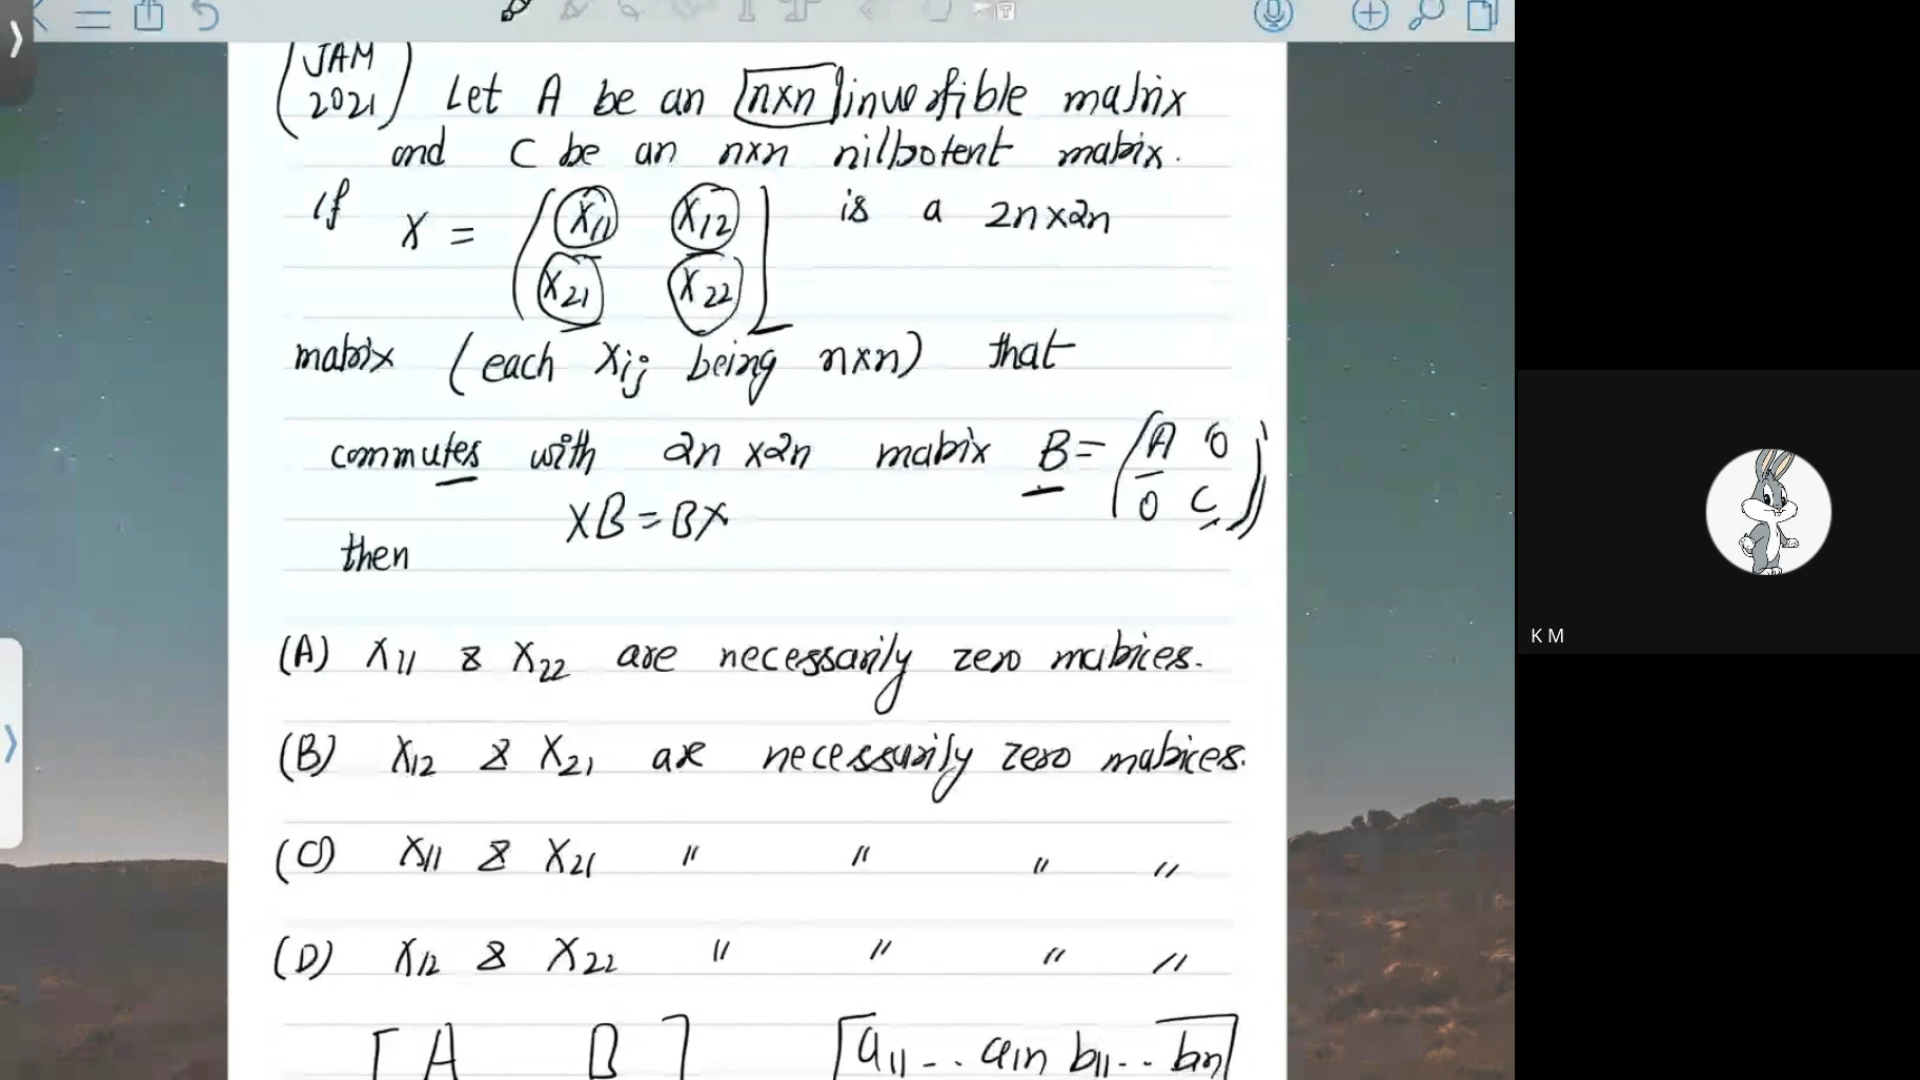 (JAM 2021) Let A be an [n×n] invertible matrix
and C be an n×n nilpotent matrix.
If X = [X11 X12
X21 X22] is a 2n×2n
matrix (each Xij being n×n) that
commutes with 2n×2n matrix B = (A 0
0 C)
XB = BX
then
(A) X11 & X22 are necessarily zero matrices.
(B) X12 & X21 are necessarily zero matrices.
(C) X11 & X21 " " " "
(D) X12 & X22 " " " "
[A B] [a11 -.. a1n b11 -.. bn]
K M